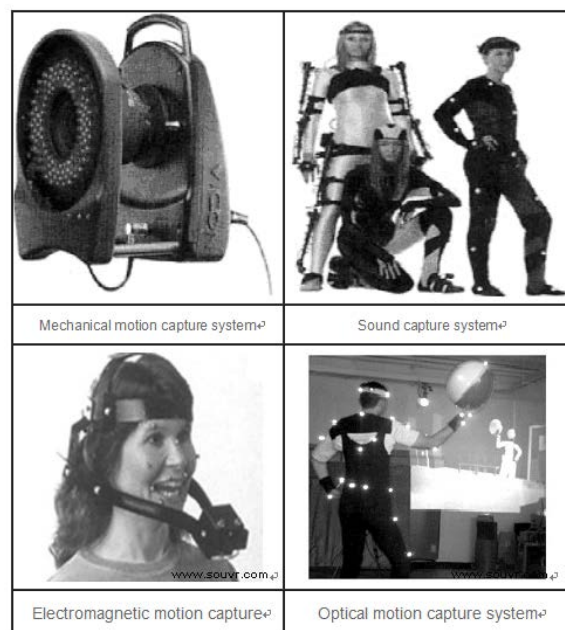 VICON
Mechanical motion capture system
Sound capture system
www.souvr.com
www.souvr.com
Electromagnetic motion capture
Optical motion capture system